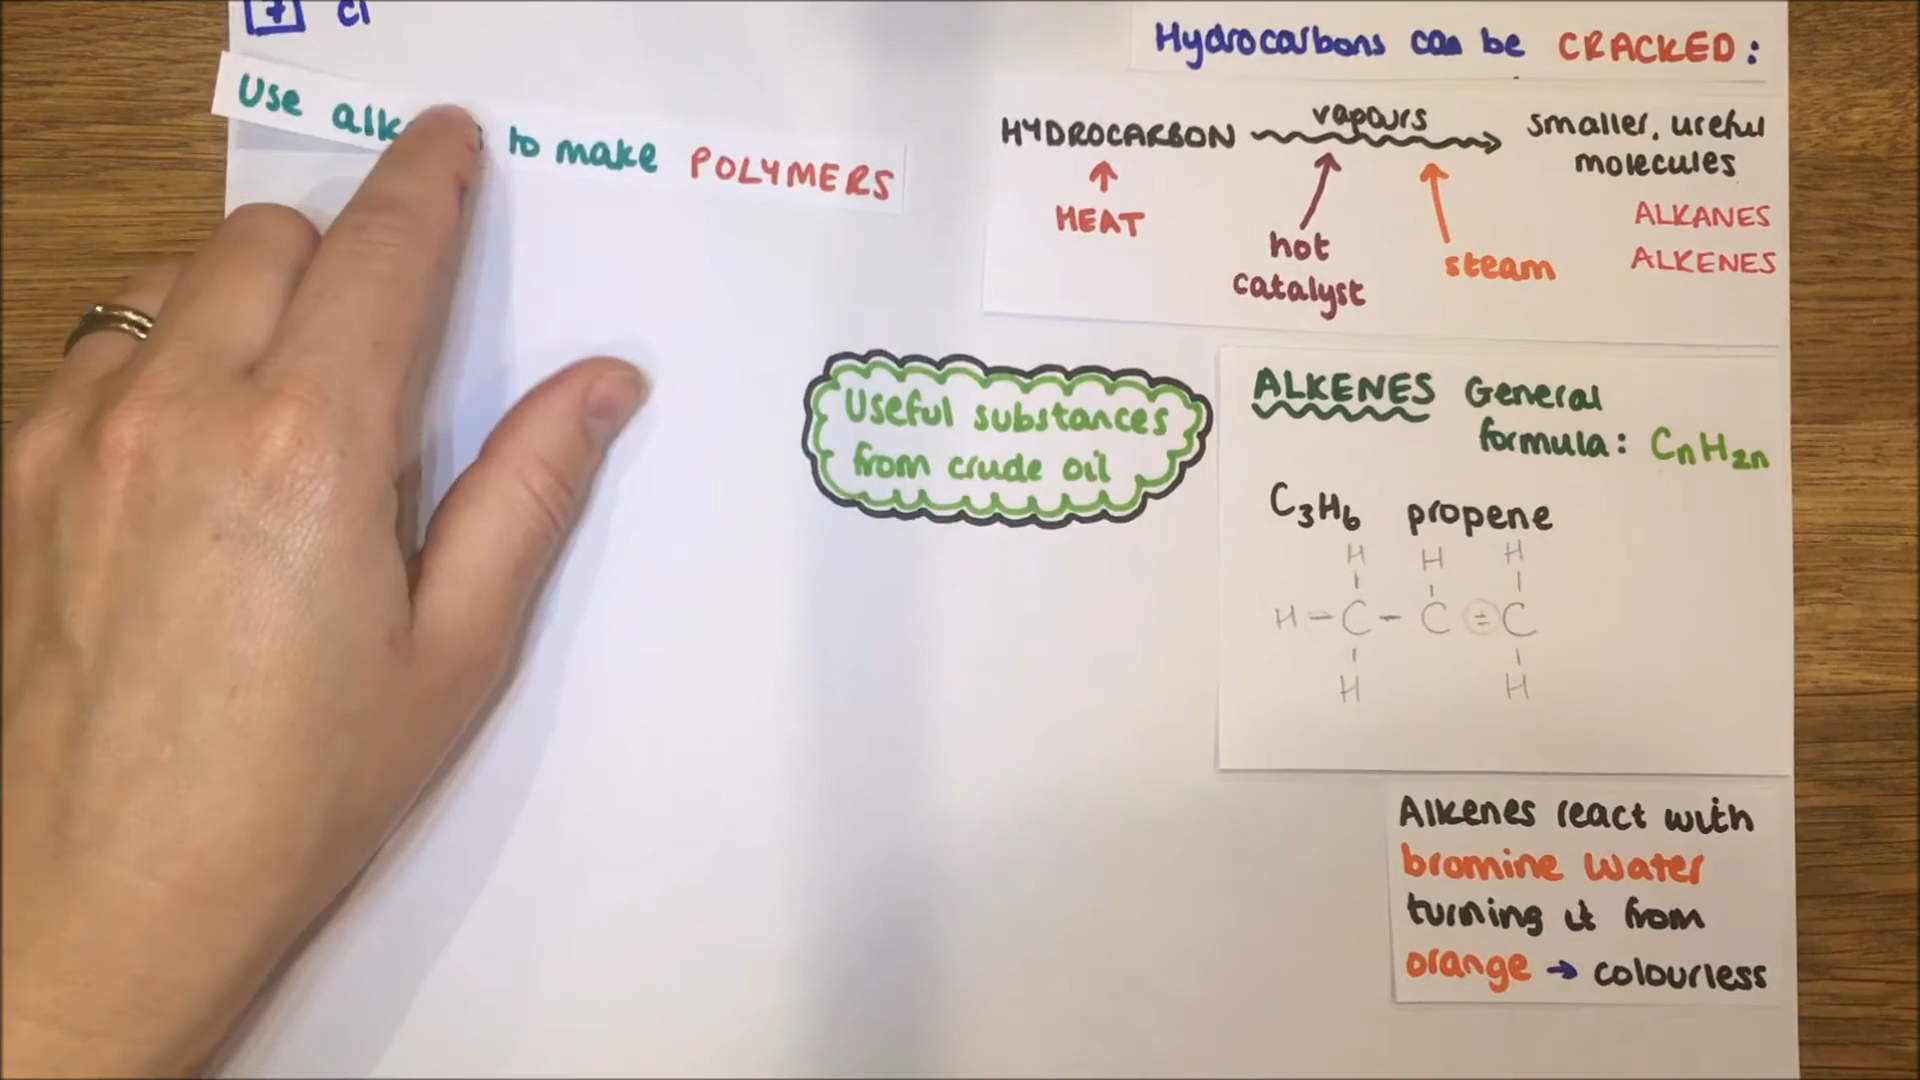 7
Use to make POLYMERS
Hydrocarbons can be CRACKED:
HYDROCARBON vapours smaller, useful
molecules
HEAT
hot
catalyst
steam
ALKANES
ALKENES
Useful substances
from crude oil
ALKENES General
formula: CnH2n
C3H6 propene
H H H
H - C - C = C
H H
Alkenes react with
bromine water
turning it from
orange → colourless